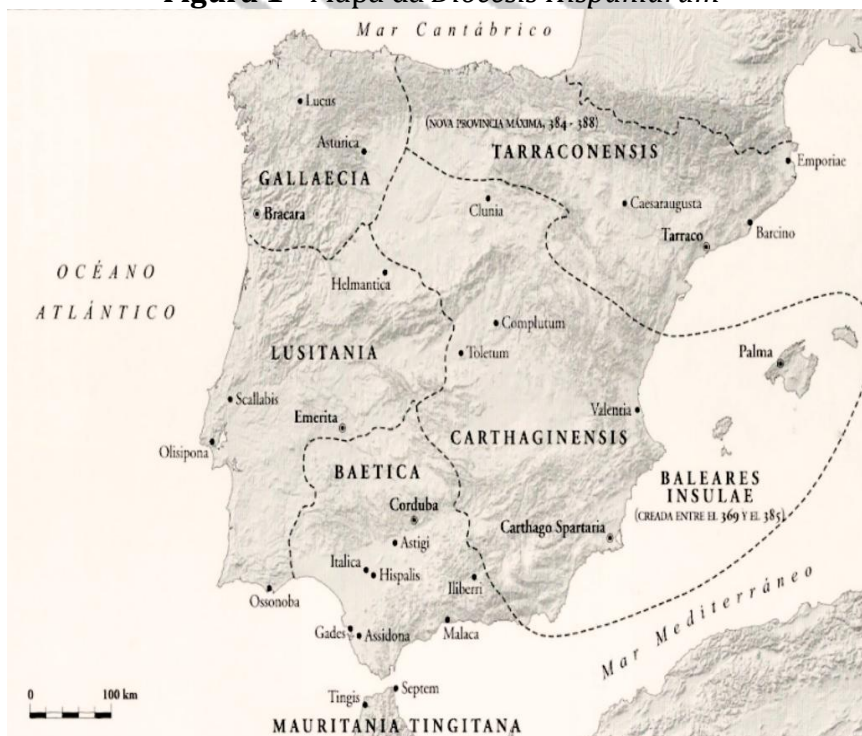 Figura 1 - Mapa da Diocesis Hispaniarum
Mar Cantábrico
Lucus
(NOVA PROVINCIA MÁXIMA, 384 - 388)
Asturica
TARRACONENSIS
Emporiae
GALLAECIA
Clunia
Caesaraugusta
Bracara
Barcino
Tarraco
OCÉANO
ATLÁNTICO
Helmantica
Complutum
LUSITANIA
Toletum
Palma
Scallabis
Valentia
Emerita
CARTHAGINENSIS
Olisipona
BAETICA
BALEARES
INSULAE
(CREADA ENTRE EL 369 Y EL 385)
Corduba
Carthago Spartaria
Astigi
Italica
Hispalis
Iliberri
Ossonoba
Mar Mediterráneo
Gades
Assidona
Malaca
0 100 km
Septem
Tingis
MAURITANIA TINGITANA